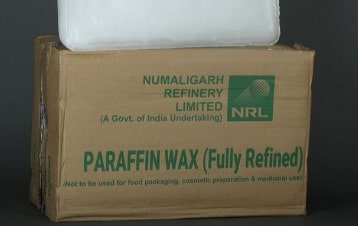 NUMALIGARH
REFINERY
LIMITED
(A Govt. of India Undertaking)
NRL
PARAFFIN WAX (Fully Refined)
(Not to be used for food packaging, cosmetic preparation & medicinal use)